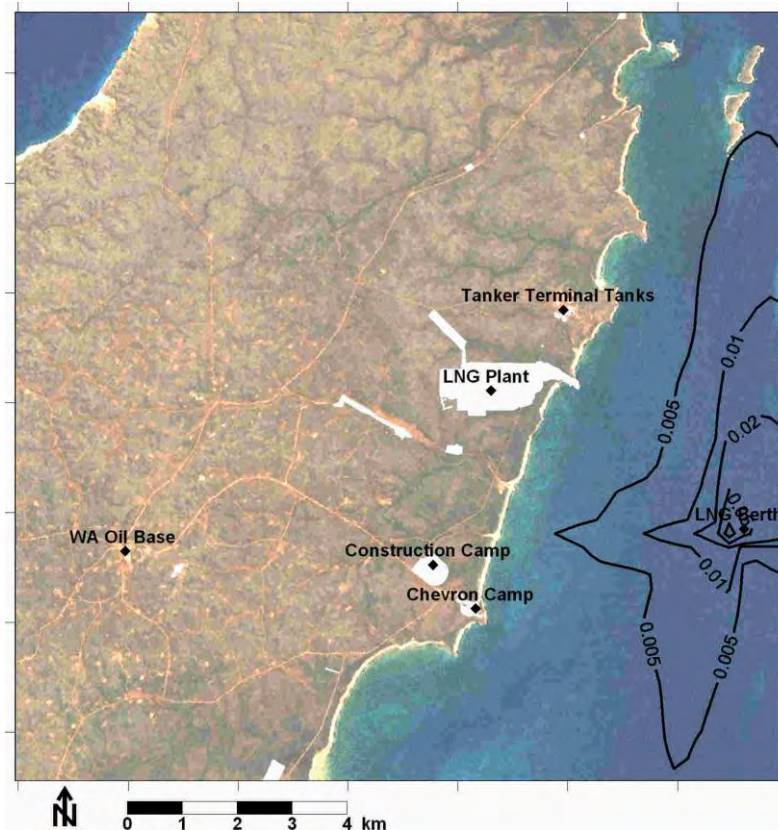 Tanker Terminal Tanks
0.01
LNG Plant
0.005
0.02
LNG Berth
WA Oil Base
Construction Camp
0.01
Chevron Camp
0.005
0.005
N
0 1 2 3 4 km